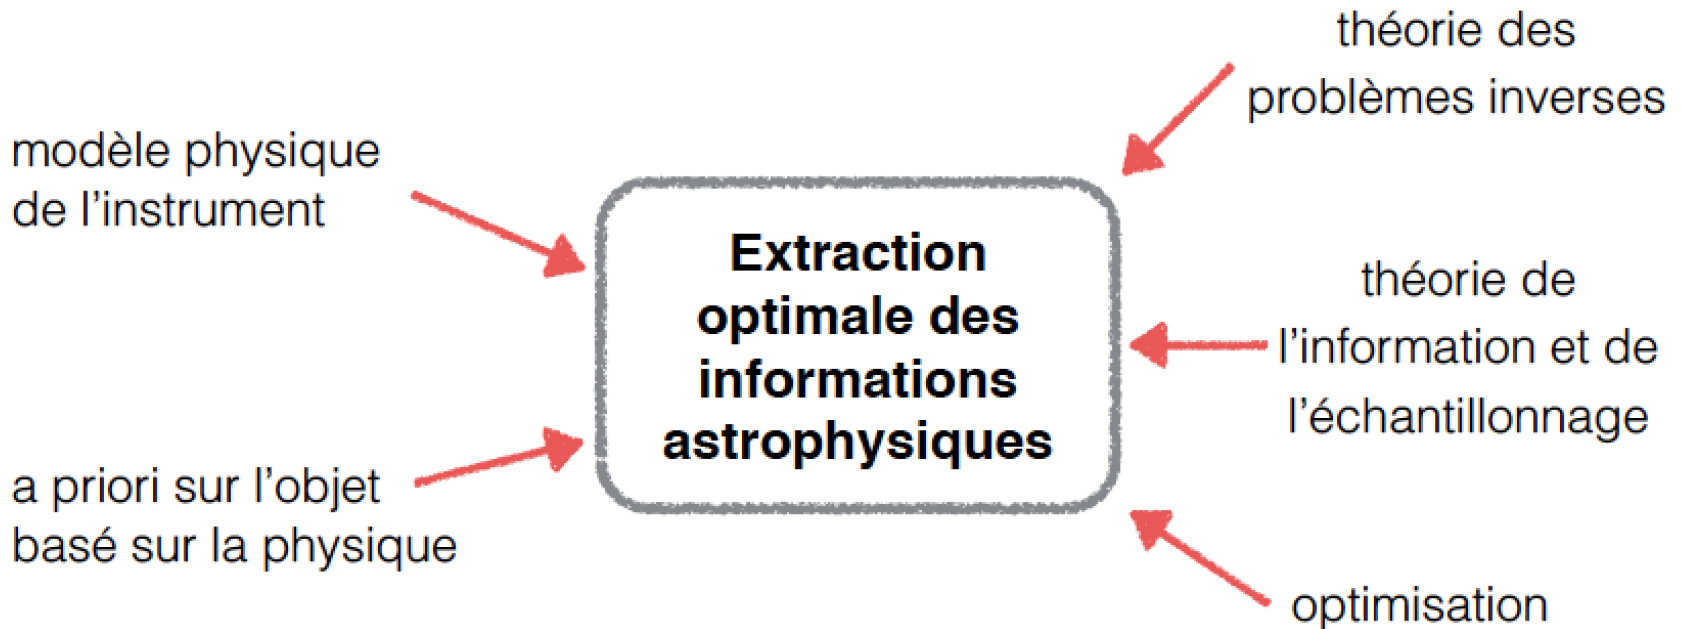 modèle physique
de l'instrument
a priori sur l'objet
basé sur la physique
Extraction
optimale des
informations
astrophysiques
théorie des
problèmes inverses
théorie de
l'information et de
l'échantillonnage
optimisation